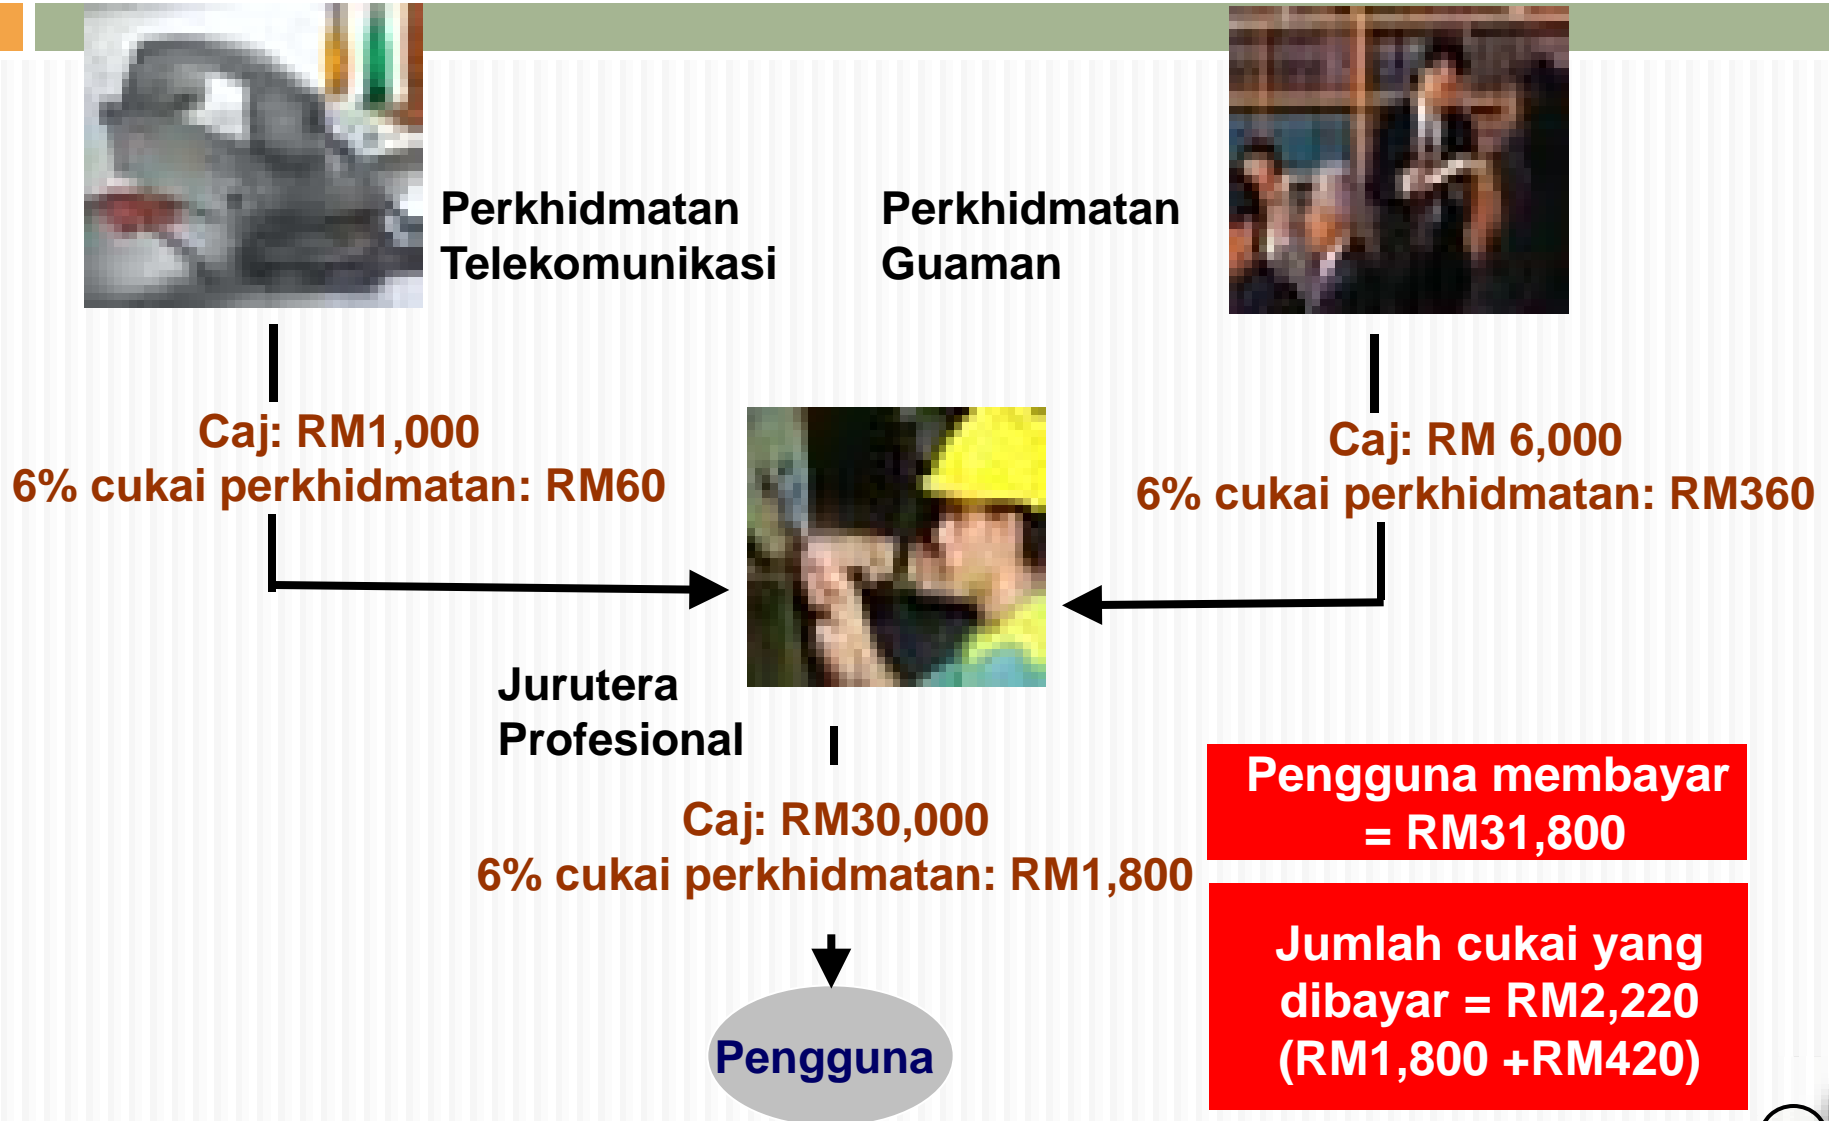 Perkhidmatan
Telekomunikasi
Perkhidmatan
Guaman
Caj: RM1,000
6% cukai perkhidmatan: RM60
Caj: RM 6,000
6% cukai perkhidmatan: RM360
Jurutera
Profesional
Caj: RM30,000
6% cukai perkhidmatan: RM1,800
Pengguna membayar
= RM31,800
Jumlah cukai yang
dibayar = RM2,220
(RM1,800 +RM420)
Pengguna